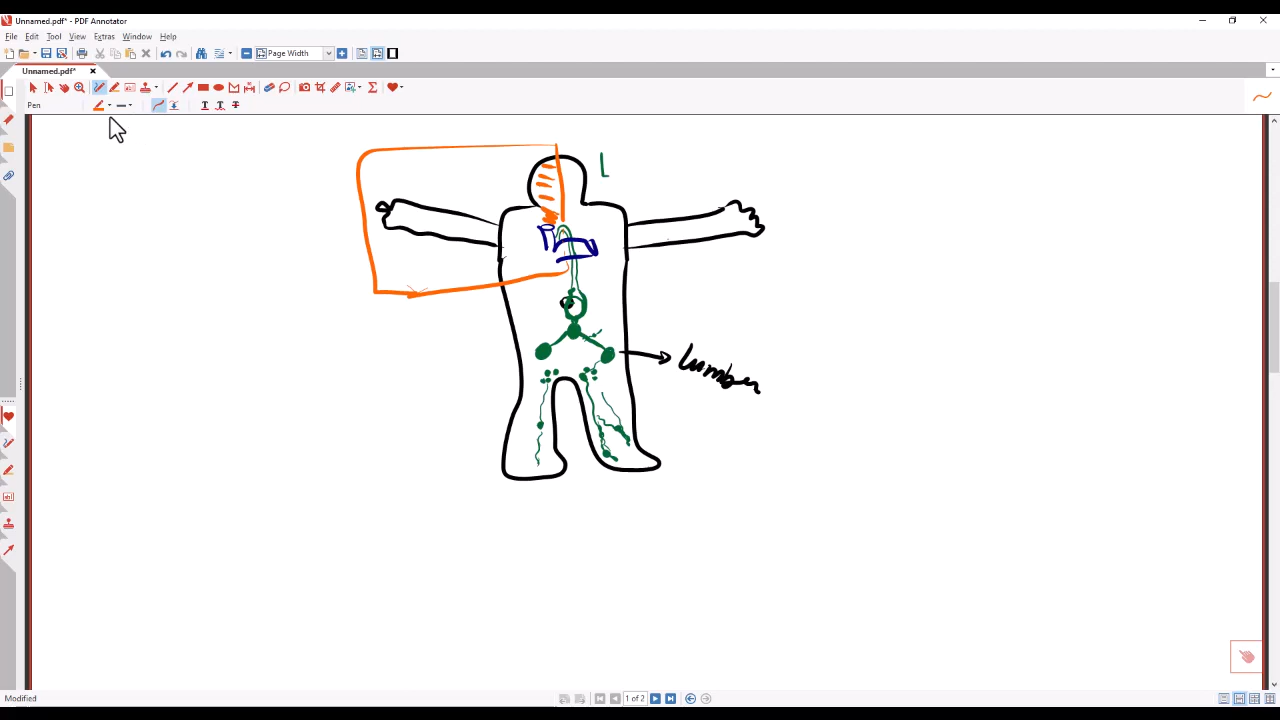 Unnamed.pdf* - PDF Annotator
File Edit Tool View Extras Window Help
Page Width
Unnamed.pdf*
Pen
L
lumber
Modified
1 of 2